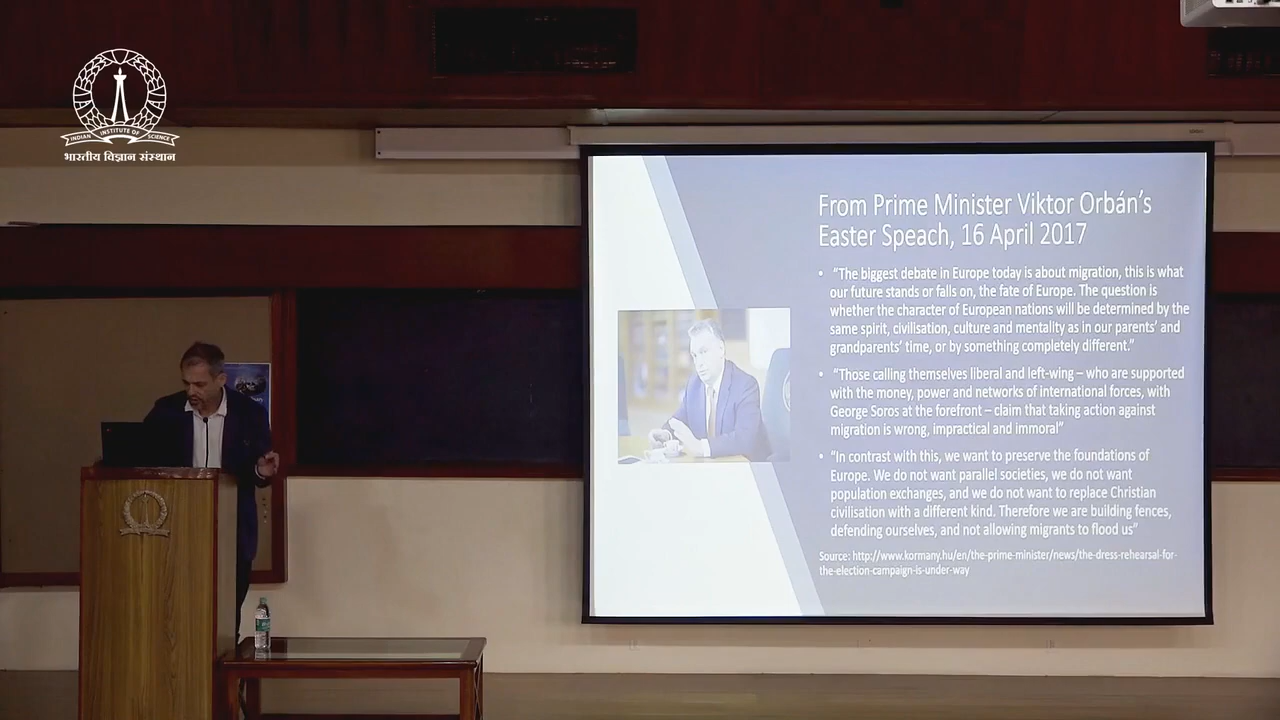 INDIAN INSTITUTE OF SCIENCE
भारतीय विज्ञान संस्थान
From Prime Minister Viktor Orbán's
Easter Speach, 16 April 2017
• "The biggest debate in Europe today is about migration, this is what
our future stands or falls on, the fate of Europe. The question is
whether the character of European nations will be determined by the
same spirit, civilisation, culture and mentality as in our parents' and
grandparents' time, or by something completely different."
• "Those calling themselves liberal and left-wing – who are supported
with the money, power and networks of international forces, with
George Soros at the forefront – claim that taking action against
migration is wrong, impractical and immoral"
• "In contrast with this, we want to preserve the foundations of
Europe. We do not want parallel societies, we do not want
population exchanges, and we do not want to replace Christian
civilisation with a different kind. Therefore we are building fences,
defending ourselves, and not allowing migrants to flood us"
Source: http://www.kormany.hu/en/the-prime-minister/news/the-dress-rehearsal-for-
the-election-campaign-is-under-way